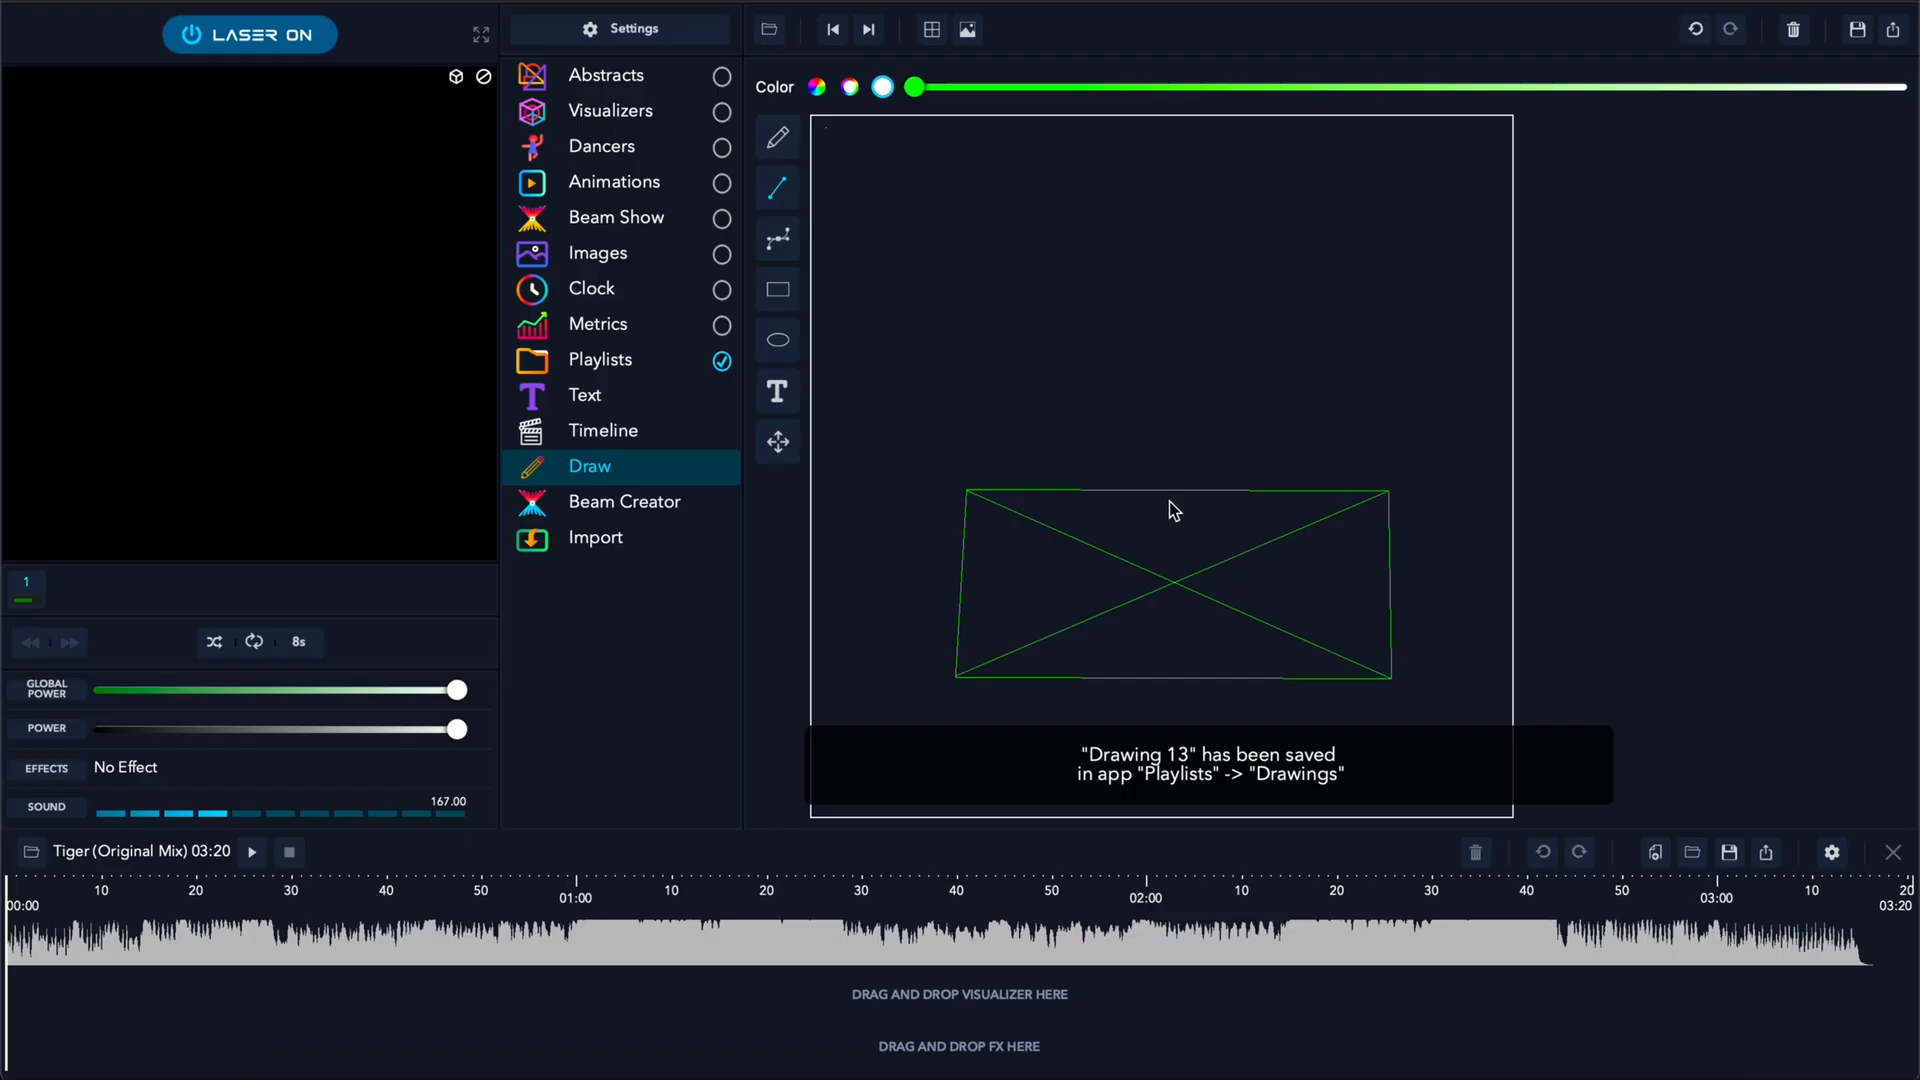 LASER ON
Settings
Abstracts
Visualizers
Dancers
Animations
Beam Show
Images
Clock
Metrics
Playlists
Text
Timeline
Draw
Beam Creator
Import
Color
T
"Drawing 13" has been saved
in app "Playlists" -> "Drawings"
1
8s
GLOBAL
POWER
POWER
EFFECTS No Effect
SOUND 167.00
Tiger (Original Mix) 03:20
10 20 30 40 50 10 20 30 40 50 10 20 30 40 50 10 20
00:00 01:00 02:00 03:00 03:20
DRAG AND DROP VISUALIZER HERE
DRAG AND DROP FX HERE